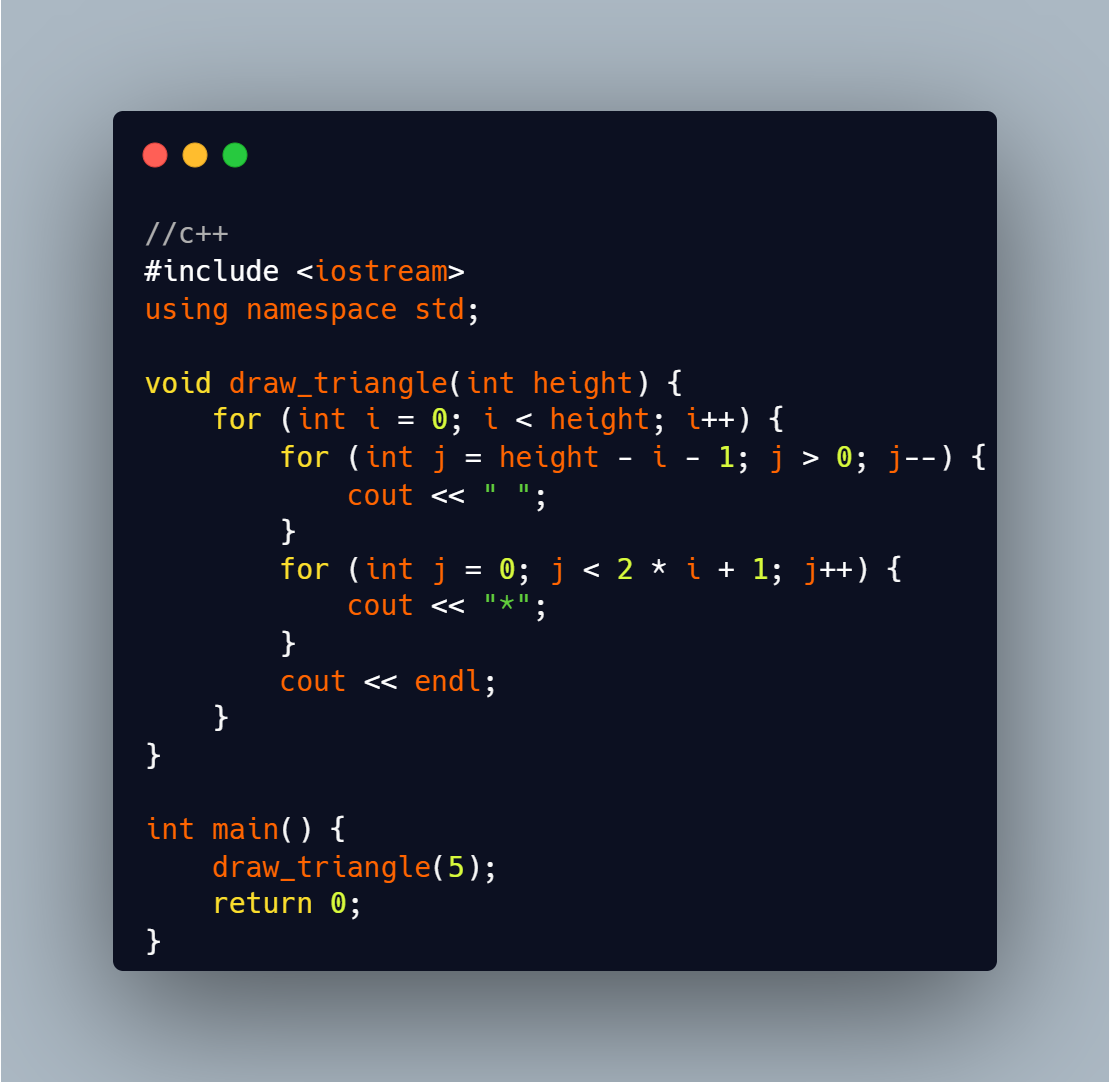 //c++
#include <iostream>
using namespace std;

void draw_triangle(int height) {
    for (int i = 0; i < height; i++) {
        for (int j = height - i - 1; j > 0; j--) {
            cout << " ";
        }
        for (int j = 0; j < 2 * i + 1; j++) {
            cout << "*";
        }
        cout << endl;
    }
}

int main() {
    draw_triangle(5);
    return 0;
}